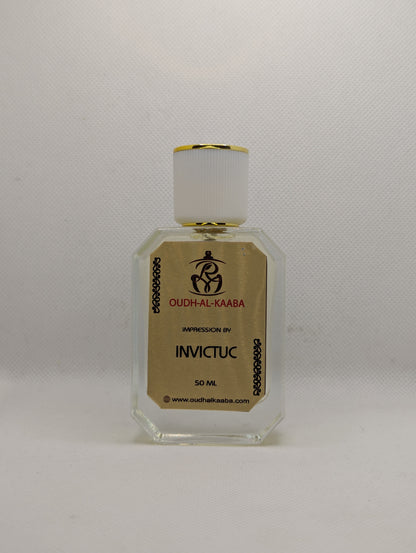 OUDH-AL-KAABA
IMPRESSION BY
INVICTUC
50 ML
www.oudhalkaaba.com